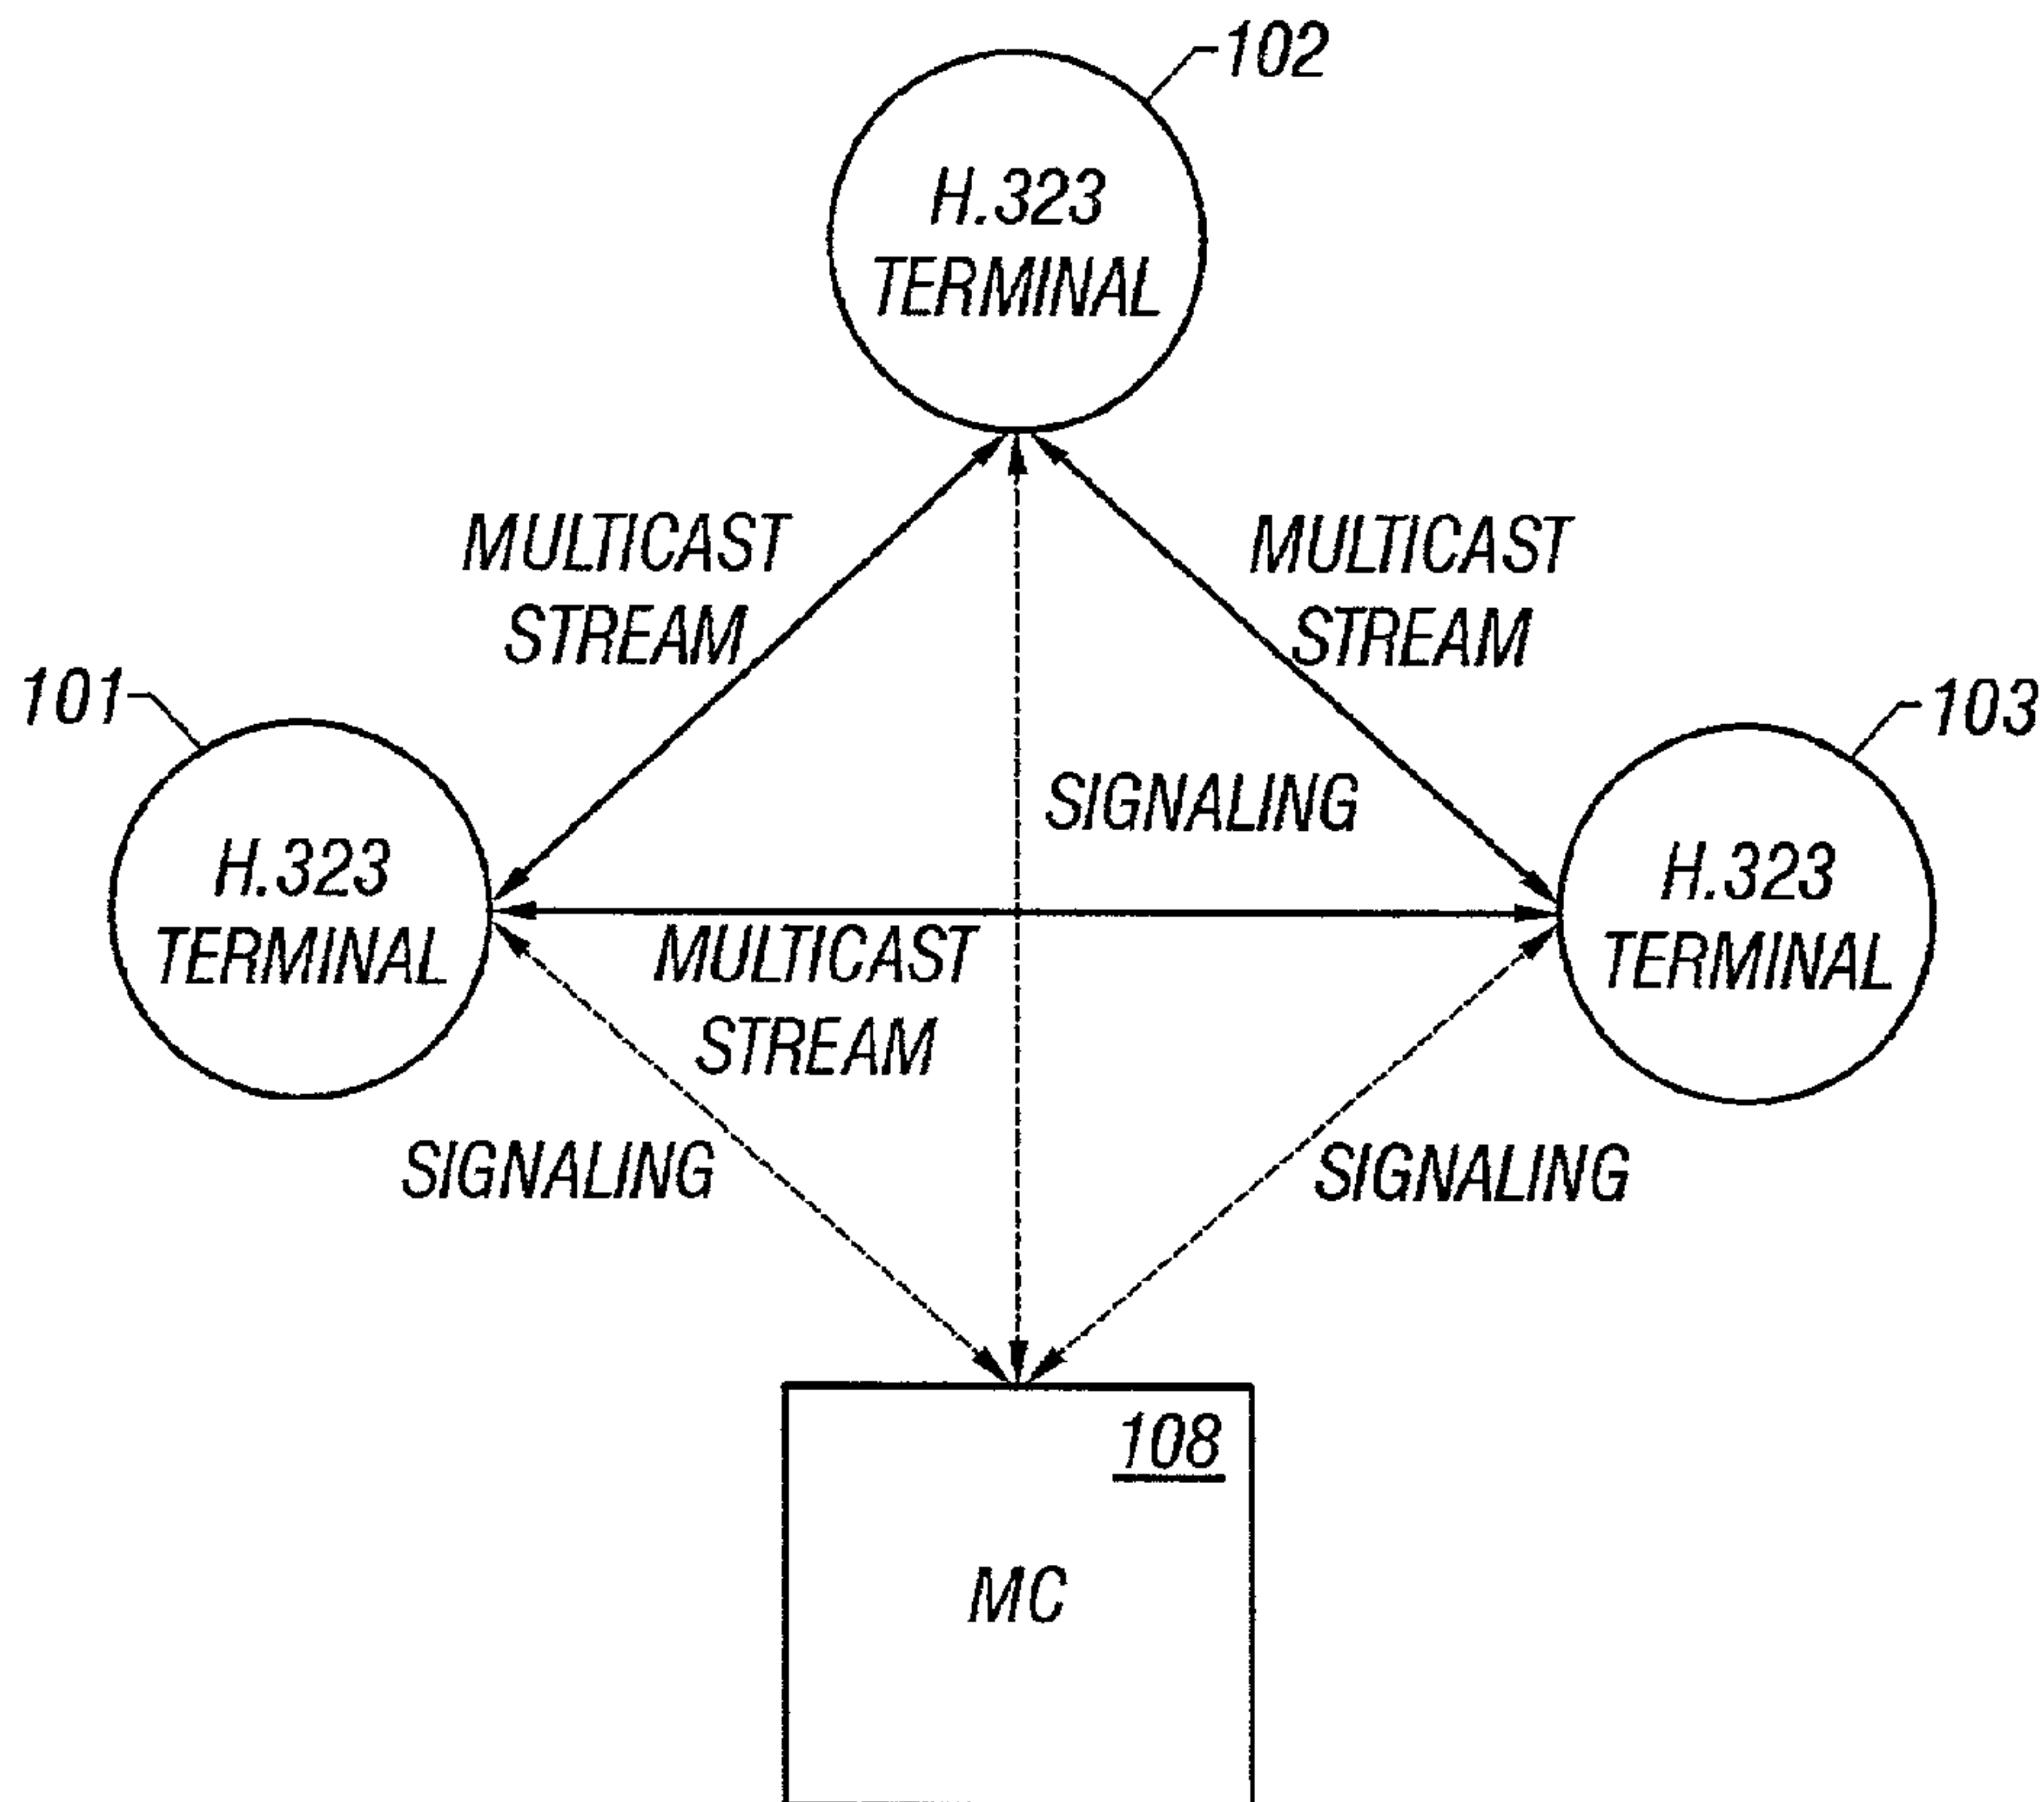 102
H.323
TERMINAL
MULTICAST
STREAM
MULTICAST
STREAM
101
103
SIGNALING
H.323
TERMINAL
H.323
TERMINAL
MULTICAST
STREAM
SIGNALING
SIGNALING
108
MC